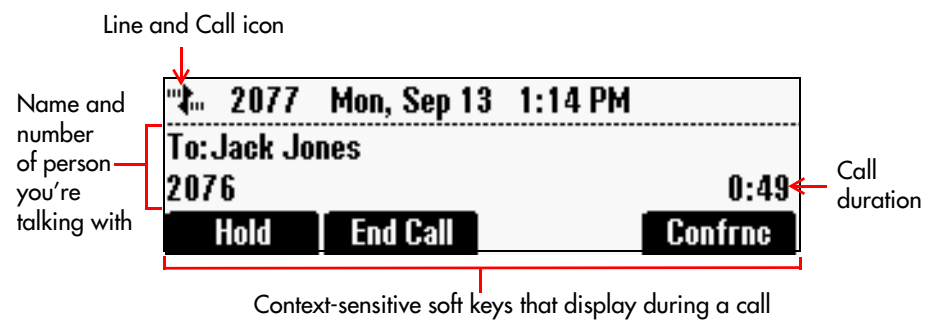 Line and Call icon
2077 Mon, Sep 13 1:14 PM
Name and
number
of person
you're
talking with
To: Jack Jones
2076
0:49
Call
duration
Hold End Call Confrnc
Context-sensitive soft keys that display during a call